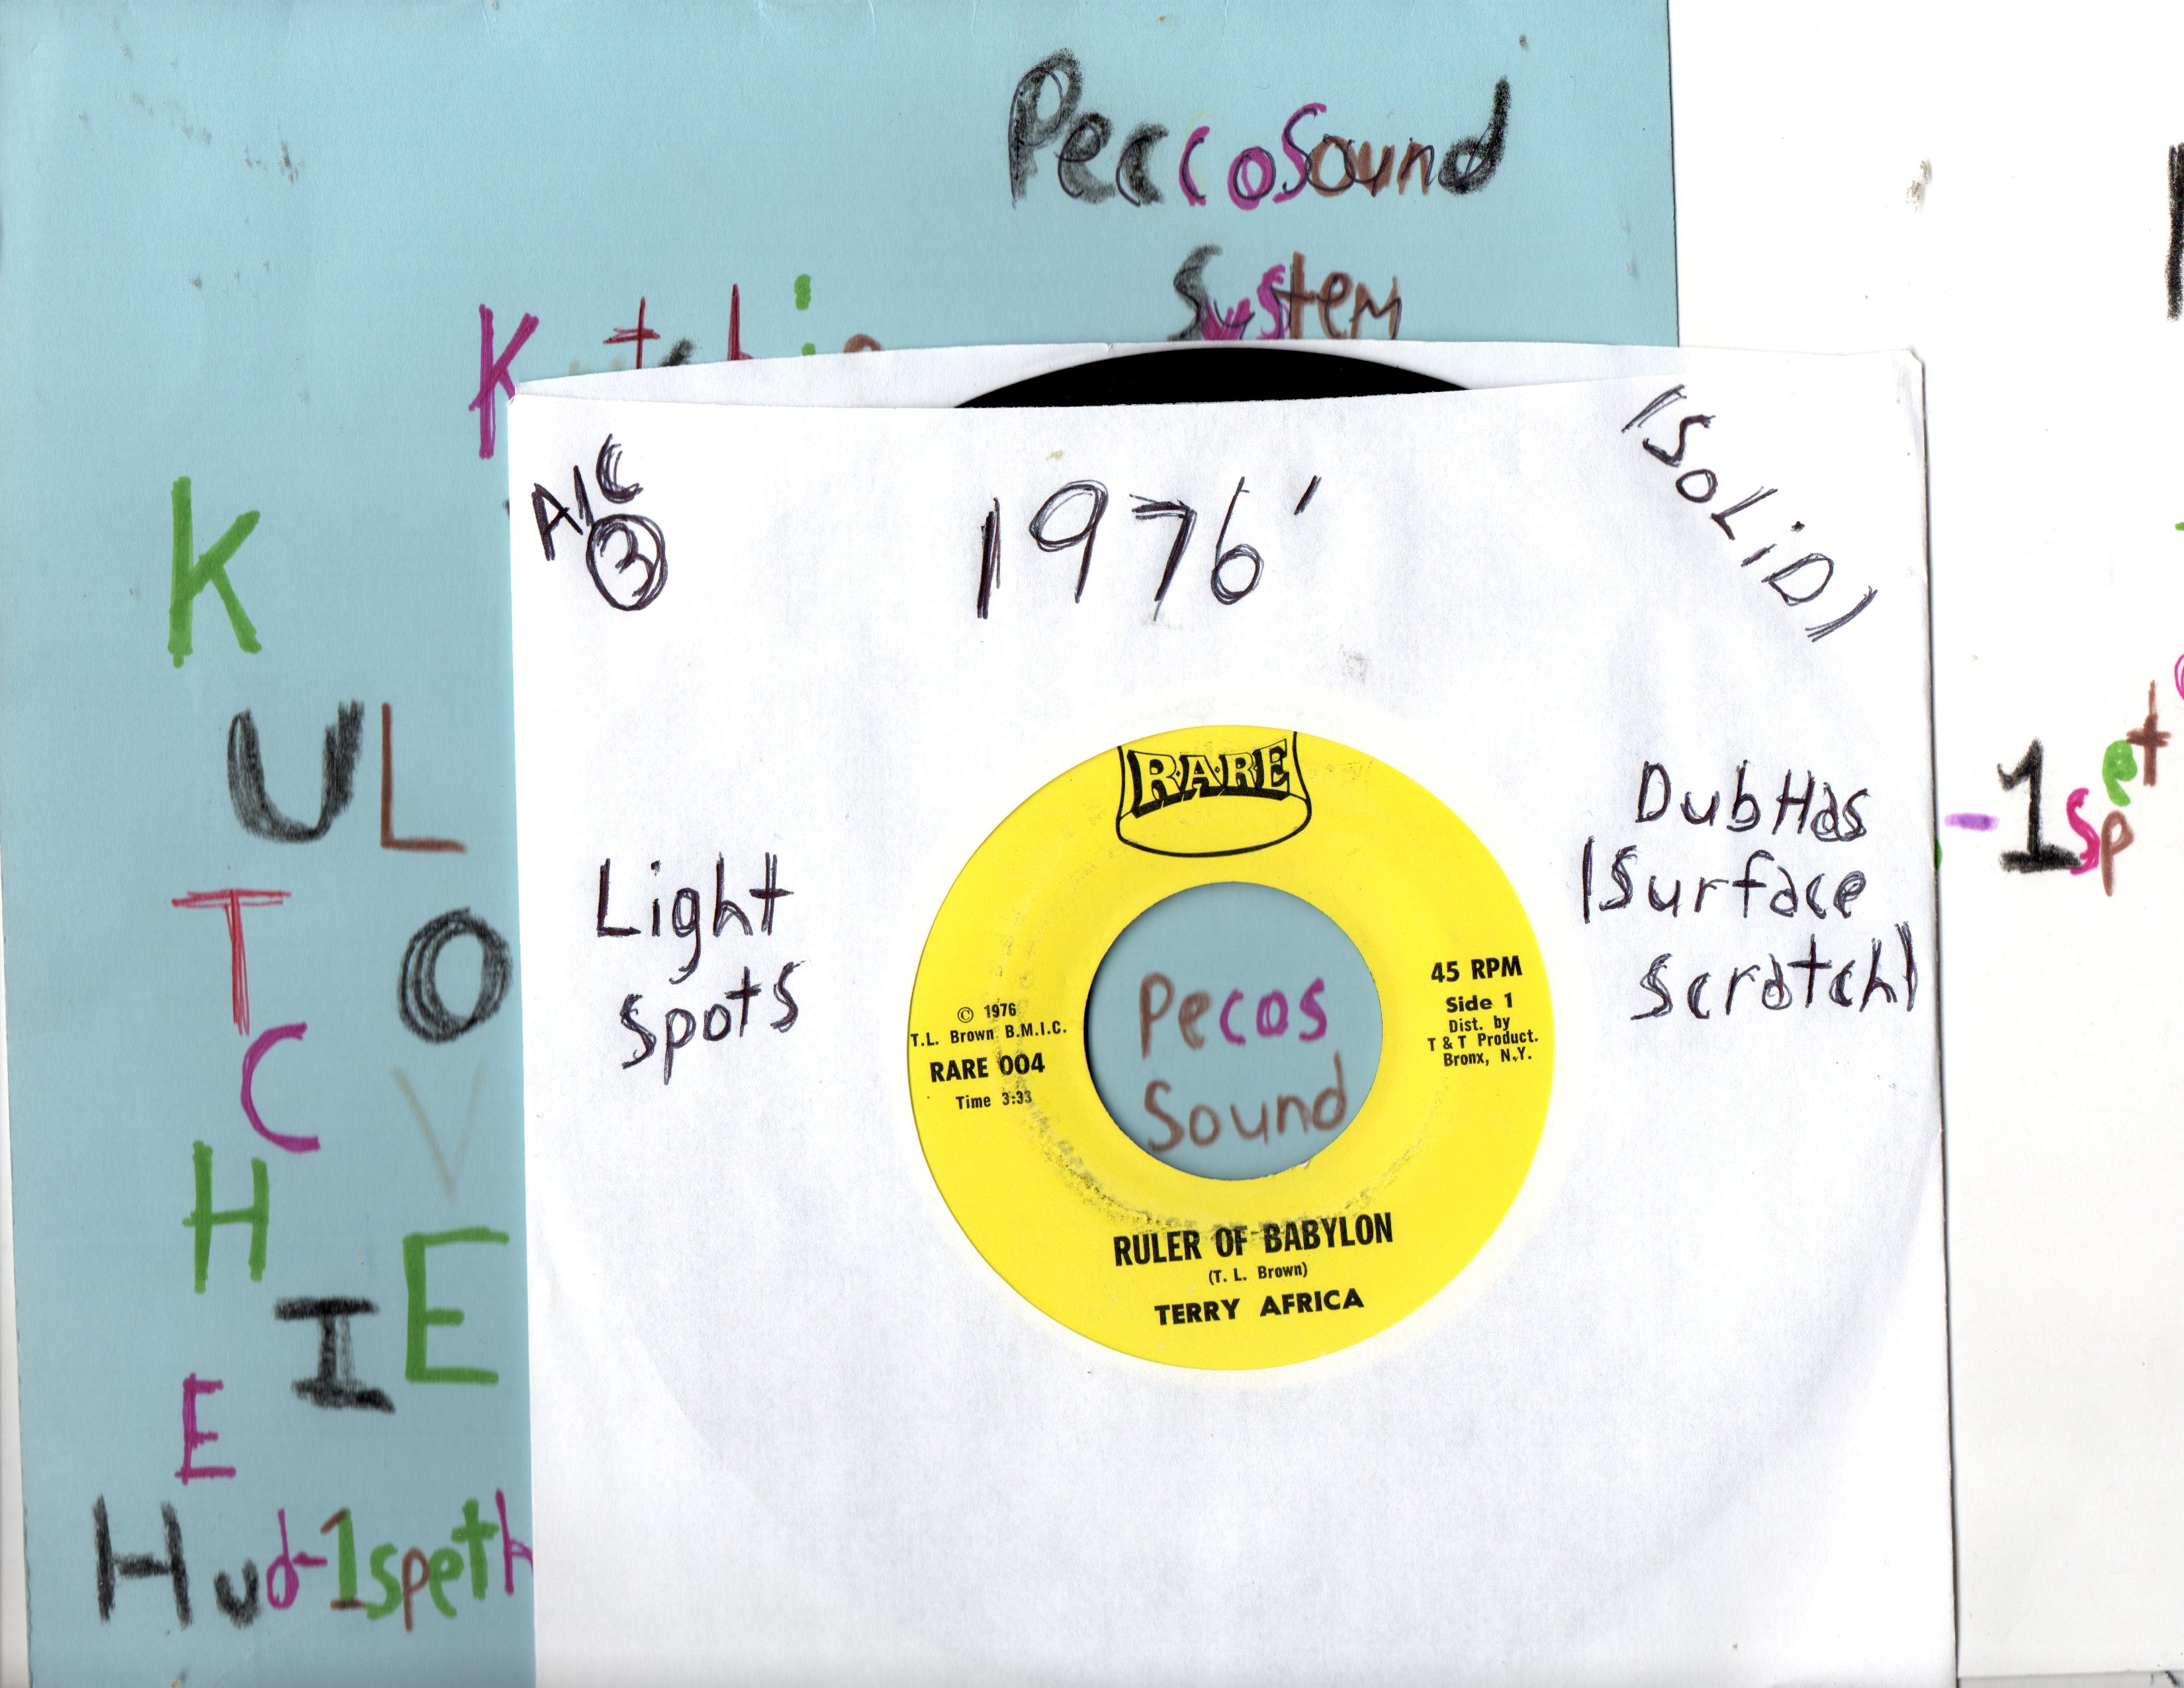 PeccoSound
System
K
A/C
3
1976'
(SoLiD)
K
U L
T O
C V
H E
I
E
Hud-1speth
Light
Spots
Dub Has
(Surface
Scratch)
-1spet
RARE
© 1976
T.L. Brown B.M.I.C.
RARE 004
Time 3:33
45 RPM
Side 1
Dist. by
T & T Product.
Bronx, N.Y.
Pecos
Sound
RULER OF BABYLON
(T. L. Brown)
TERRY AFRICA